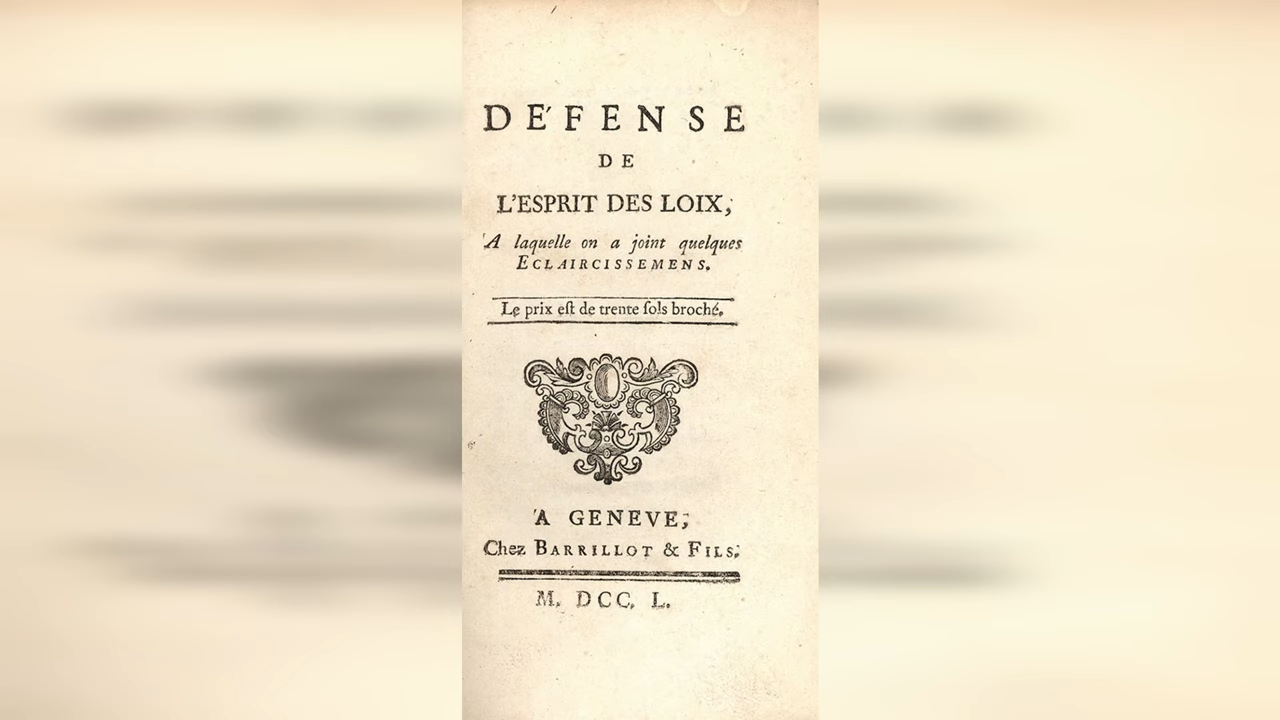 DÉFENSE
DE
L'ESPRIT DES LOIX,
A laquelle on a joint quelques
ECLAIRCISSEMENS.
Le prix eſt de trente ſols broché.
A GENEVE,
Chez BARRILLOT & FILS.
M. DCC. L.